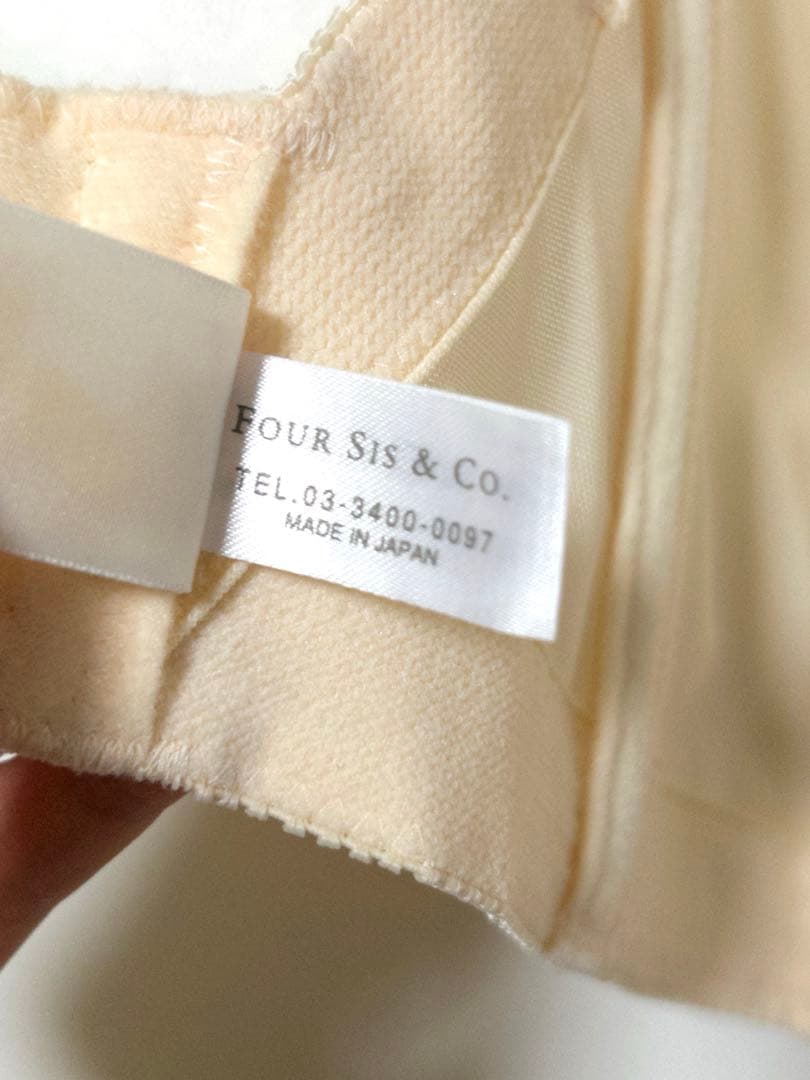 FOUR SIS & CO.
TEL.03-3400-0097
MADE IN JAPAN